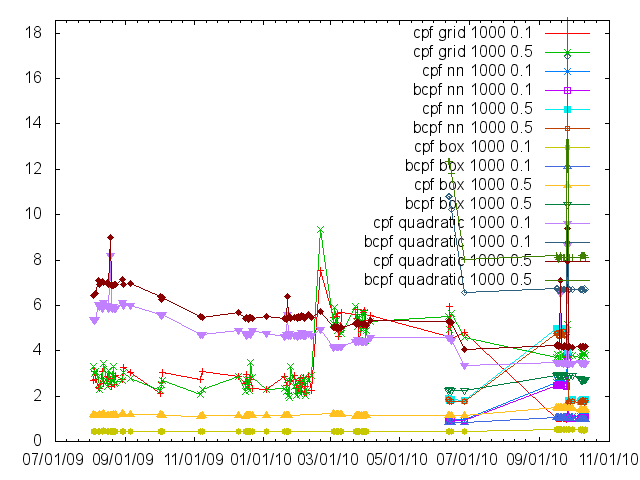 18
cpf grid 1000 0.1
cpf grid 1000 0.5
16
cpf nn 1000 0.1
bcpf nn 1000 0.1
14
cpf nn 1000 0.5
bcpf nn 1000 0.5
cpf box 1000 0.1
12
bcpf box 1000 0.1
cpf box 1000 0.5
bcpf box 1000 0.5
10
cpf quadratic 1000 0.1
bcpf quadratic 1000 0.1
cpf quadratic 1000 0.5
8
bcpf quadratic 1000 0.5
6
4
2
0
07/01/09 09/01/09 11/01/09 01/01/10 03/01/10 05/01/10 07/01/10 09/01/10 11/01/10